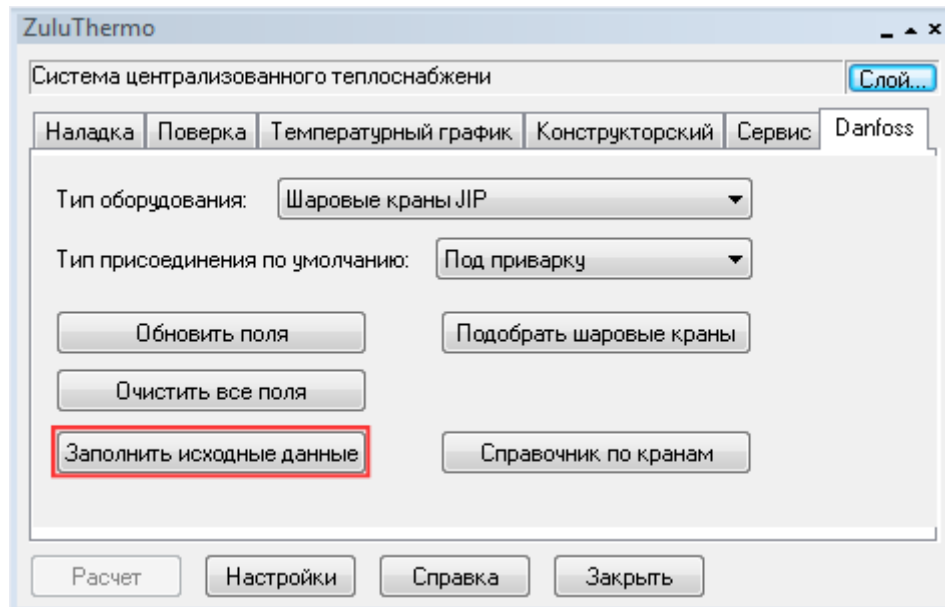 ZuluThermo
Система централизованного теплоснабжени
Слой...
Наладка Поверка Температурный график Конструкторский Сервис Danfoss
Тип оборудования: Шаровые краны JIP
Тип присоединения по умолчанию: Под приварку
Обновить поля Подобрать шаровые краны
Очистить все поля
Заполнить исходные данные Справочник по кранам
Расчет Настройки Справка Закрыть